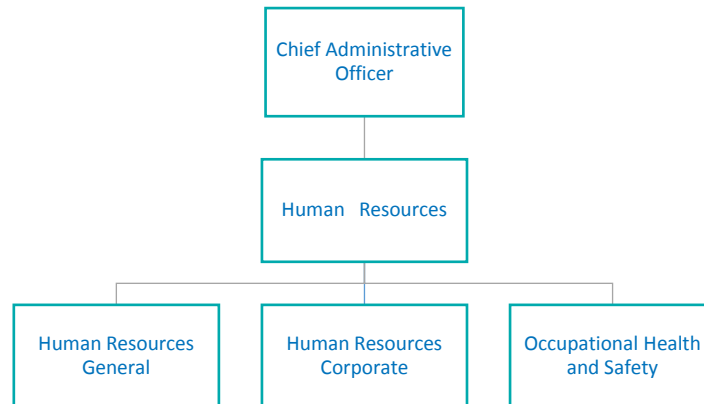 Chief Administrative
Officer
Human Resources
Human Resources
General
Human Resources
Corporate
Occupational Health
and Safety